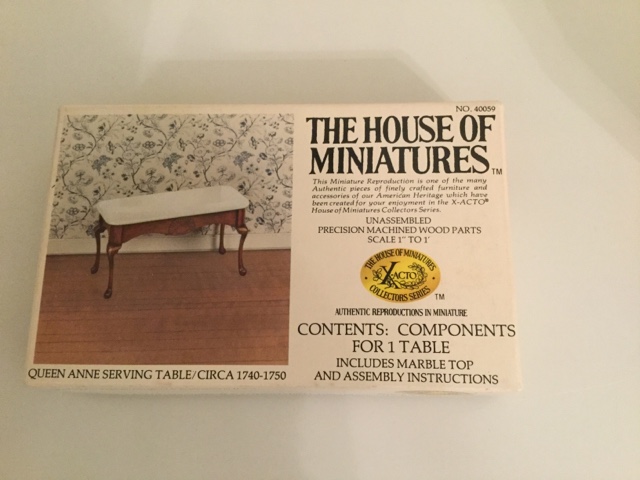 NO. 40059
THE HOUSE OF
MINIATURES TM
This Miniature Reproduction is one of the many
Authentic pieces of finely crafted furniture and
accessories of our American Heritage which have
been created for your enjoyment in the X-ACTO®
House of Miniatures Collectors Series.
UNASSEMBLED
PRECISION MACHINED WOOD PARTS
SCALE 1" TO 1'
THE HOUSE OF MINIATURES
X-ACTO
COLLECTORS SERIES
TM
AUTHENTIC REPRODUCTIONS IN MINIATURE
CONTENTS: COMPONENTS
FOR 1 TABLE
INCLUDES MARBLE TOP
AND ASSEMBLY INSTRUCTIONS
QUEEN ANNE SERVING TABLE/CIRCA 1740-1750